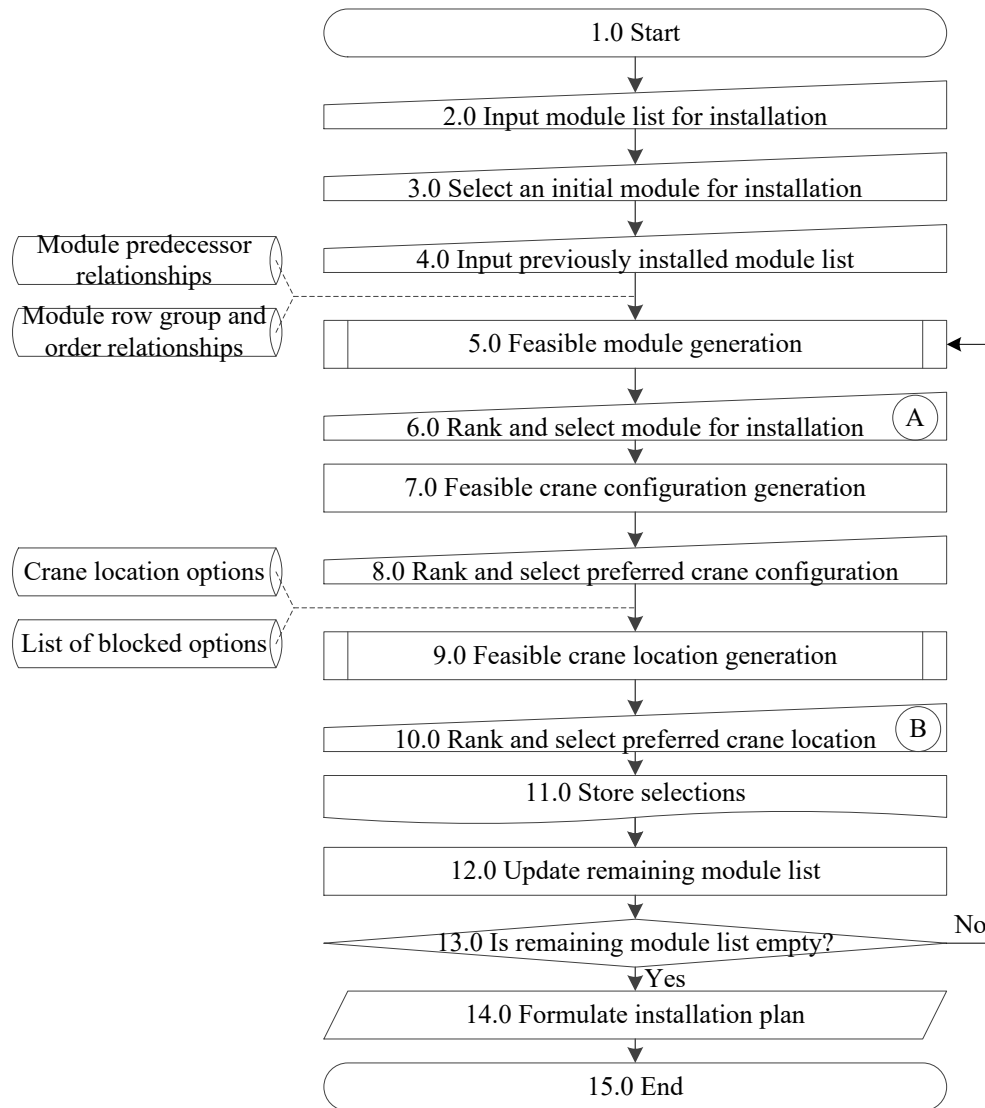 1.0 Start
2.0 Input module list for installation
3.0 Select an initial module for installation
Module predecessor
relationships
4.0 Input previously installed module list
Module row group and
order relationships
5.0 Feasible module generation
6.0 Rank and select module for installation
A
7.0 Feasible crane configuration generation
Crane location options
8.0 Rank and select preferred crane configuration
List of blocked options
9.0 Feasible crane location generation
10.0 Rank and select preferred crane location
B
11.0 Store selections
12.0 Update remaining module list
13.0 Is remaining module list empty?
No
Yes
14.0 Formulate installation plan
15.0 End